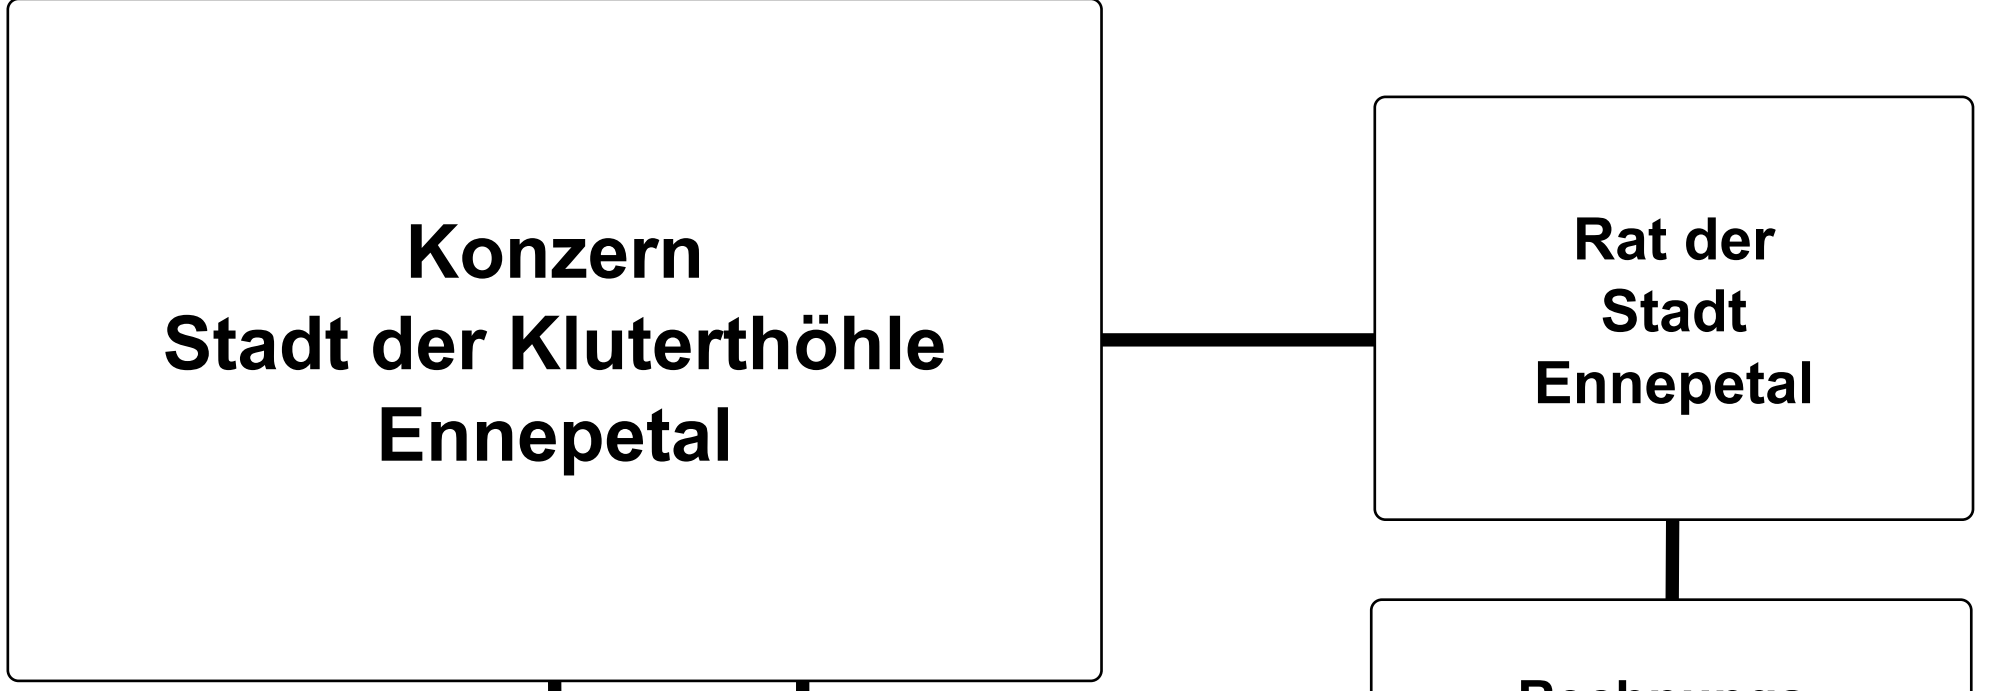 Konzern
Stadt der Kluterthöhle
Ennepetal
Rat der
Stadt
Ennepetal